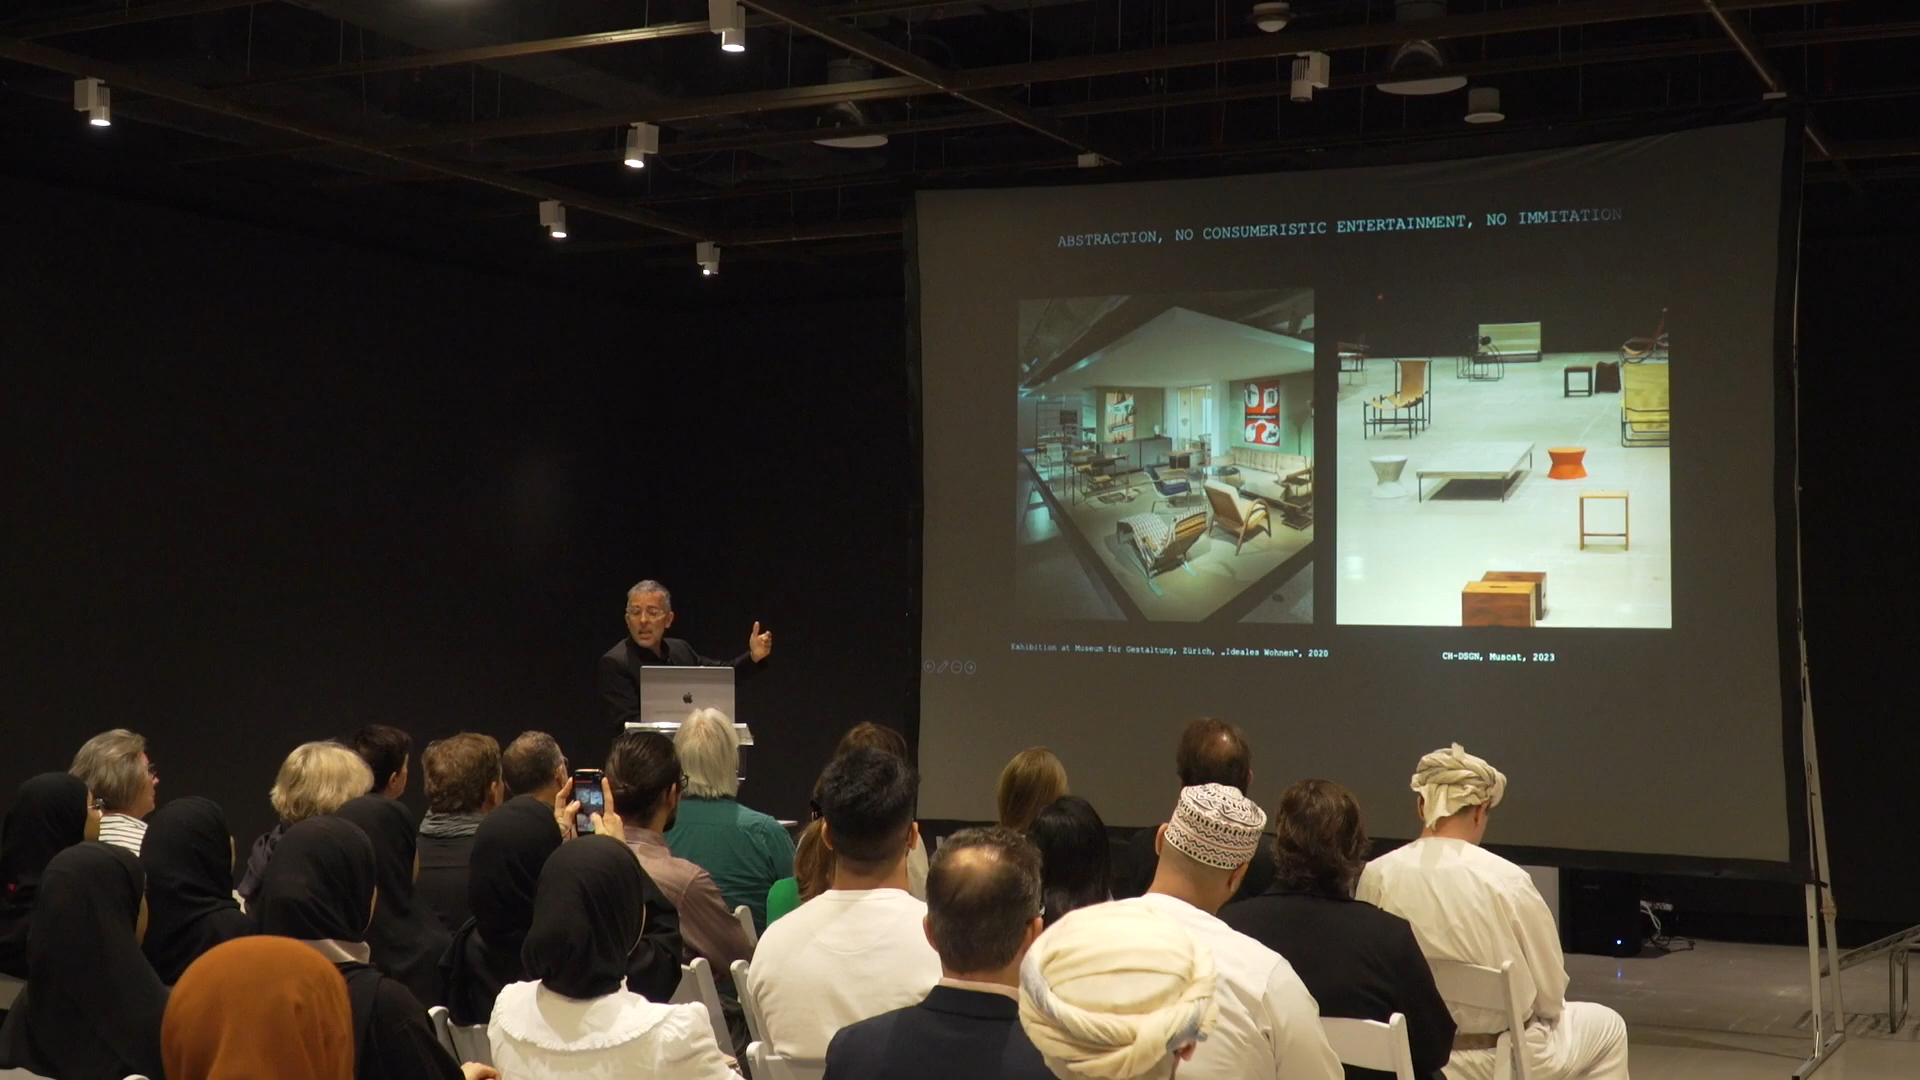 ABSTRACTION, NO CONSUMERISTIC ENTERTAINMENT, NO IMMITATION
Exhibition at Museum für Gestaltung, Zürich, „Ideales Wohnen“, 2020
CH-DSGN, Muscat, 2023